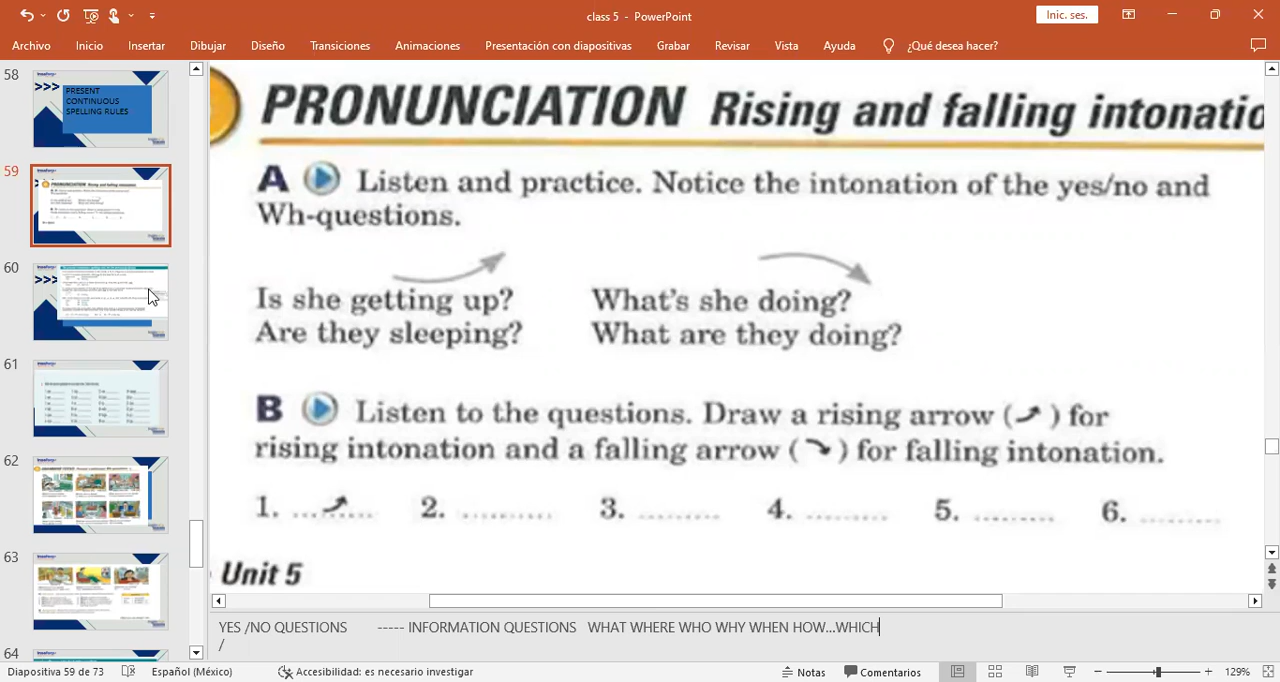 class 5 - PowerPoint
Inic. ses.
Archivo Inicio Insertar Dibujar Diseño Transiciones Animaciones Presentación con diapositivas Grabar Revisar Vista Ayuda ¿Qué desea hacer?
58
PRESENT
CONTINUOUS
SPELLING RULES
59
60
61
62
63
64
PRONUNCIATION Rising and falling intonatio
A Listen and practice. Notice the intonation of the yes/no and
Wh-questions.
Is she getting up? What's she doing?
Are they sleeping? What are they doing?
B Listen to the questions. Draw a rising arrow ( ) for
rising intonation and a falling arrow ( ) for falling intonation.
1. 2. 3. 4. 5. 6.
Unit 5
YES /NO QUESTIONS ----- INFORMATION QUESTIONS WHAT WHERE WHO WHY WHEN HOW...WHICH
/
Diapositiva 59 de 73 Español (México) Accesibilidad: es necesario investigar Notas Comentarios 129%